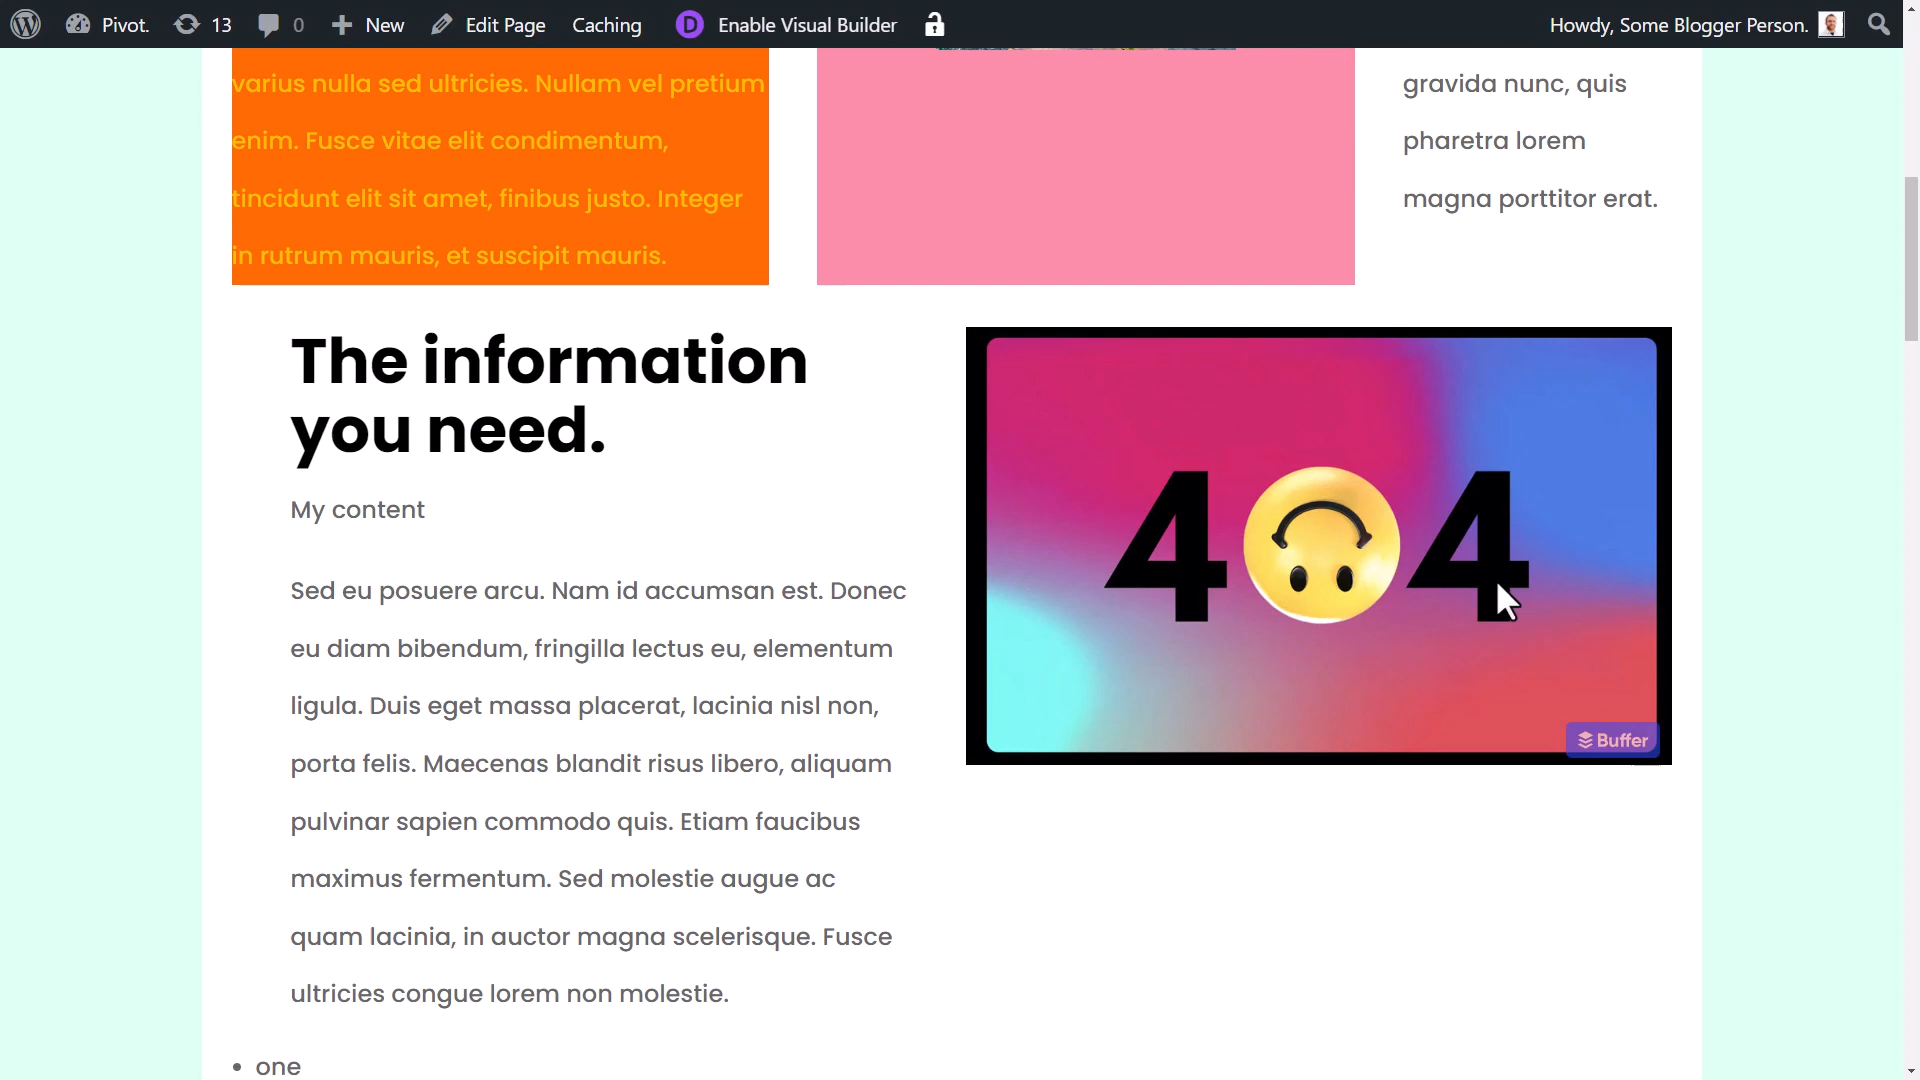 Pivot. 13 0 New Edit Page Caching D Enable Visual Builder Howdy, Some Blogger Person.
varius nulla sed ultricies. Nullam vel pretium
enim. Fusce vitae elit condimentum,
tincidunt elit sit amet, finibus justo. Integer
in rutrum mauris, et suscipit mauris.
gravida nunc, quis
pharetra lorem
magna porttitor erat.
The information
you need.
My content
Sed eu posuere arcu. Nam id accumsan est. Donec
eu diam bibendum, fringilla lectus eu, elementum
ligula. Duis eget massa placerat, lacinia nisl non,
porta felis. Maecenas blandit risus libero, aliquam
pulvinar sapien commodo quis. Etiam faucibus
maximus fermentum. Sed molestie augue ac
quam lacinia, in auctor magna scelerisque. Fusce
ultricies congue lorem non molestie.
4 4
Buffer
• one